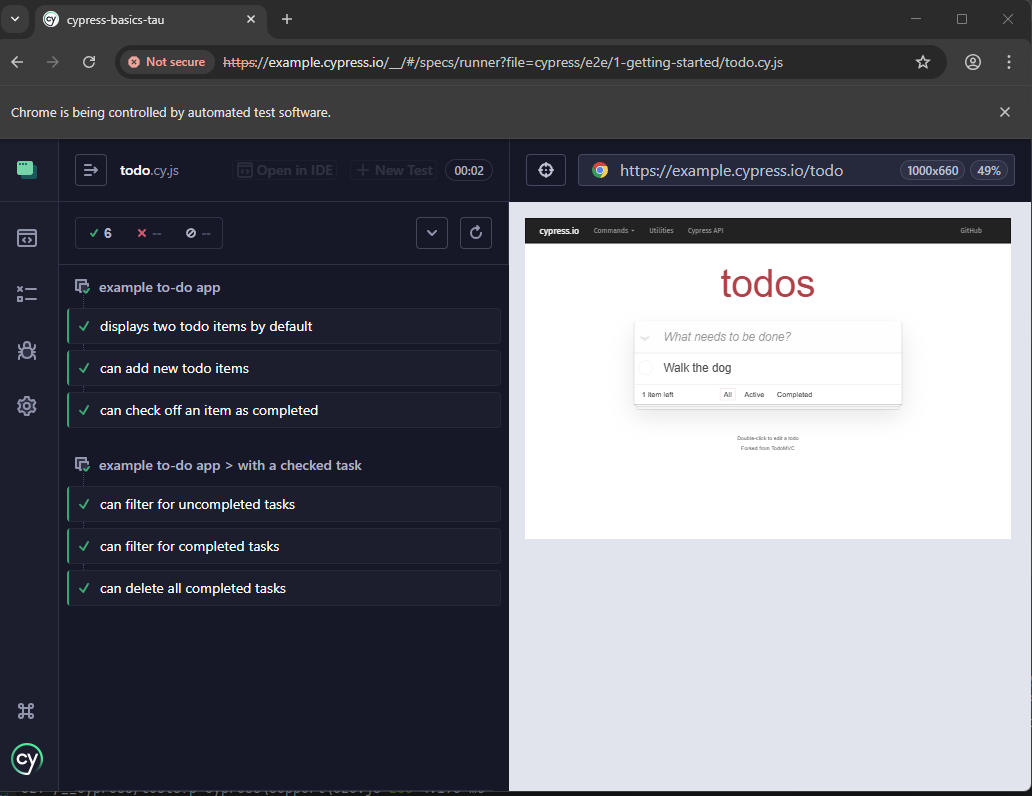 cypress-basics-tau
Not secure https://example.cypress.io/__/#/specs/runner?file=cypress/e2e/1-getting-started/todo.cy.js
Chrome is being controlled by automated test software.
todo.cy.js Open in IDE + New Test 00:02
https://example.cypress.io/todo 1000x660 49%
6 -- --
example to-do app
displays two todo items by default
can add new todo items
can check off an item as completed
example to-do app > with a checked task
can filter for uncompleted tasks
can filter for completed tasks
can delete all completed tasks
cy
cypress.io Commands Utilities Cypress API GitHub
todos
What needs to be done?
Walk the dog
1 item left All Active Completed
Double-click to edit a todo
Forked from TodoMVC